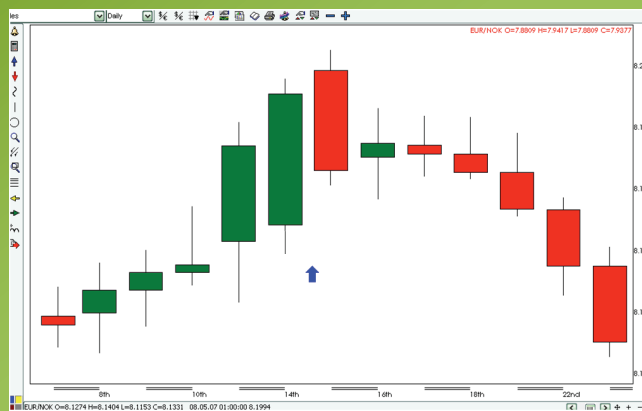 les Daily
EUR/NOK O=7.8809 H=7.9417 L=7.8809 C=7.9377
8th 10th 14th 16th 18th 22nd
EUR/NOK O=8.1274 H=8.1404 L=8.1153 C=8.1331 08.05.07 01:00:00 8.1994